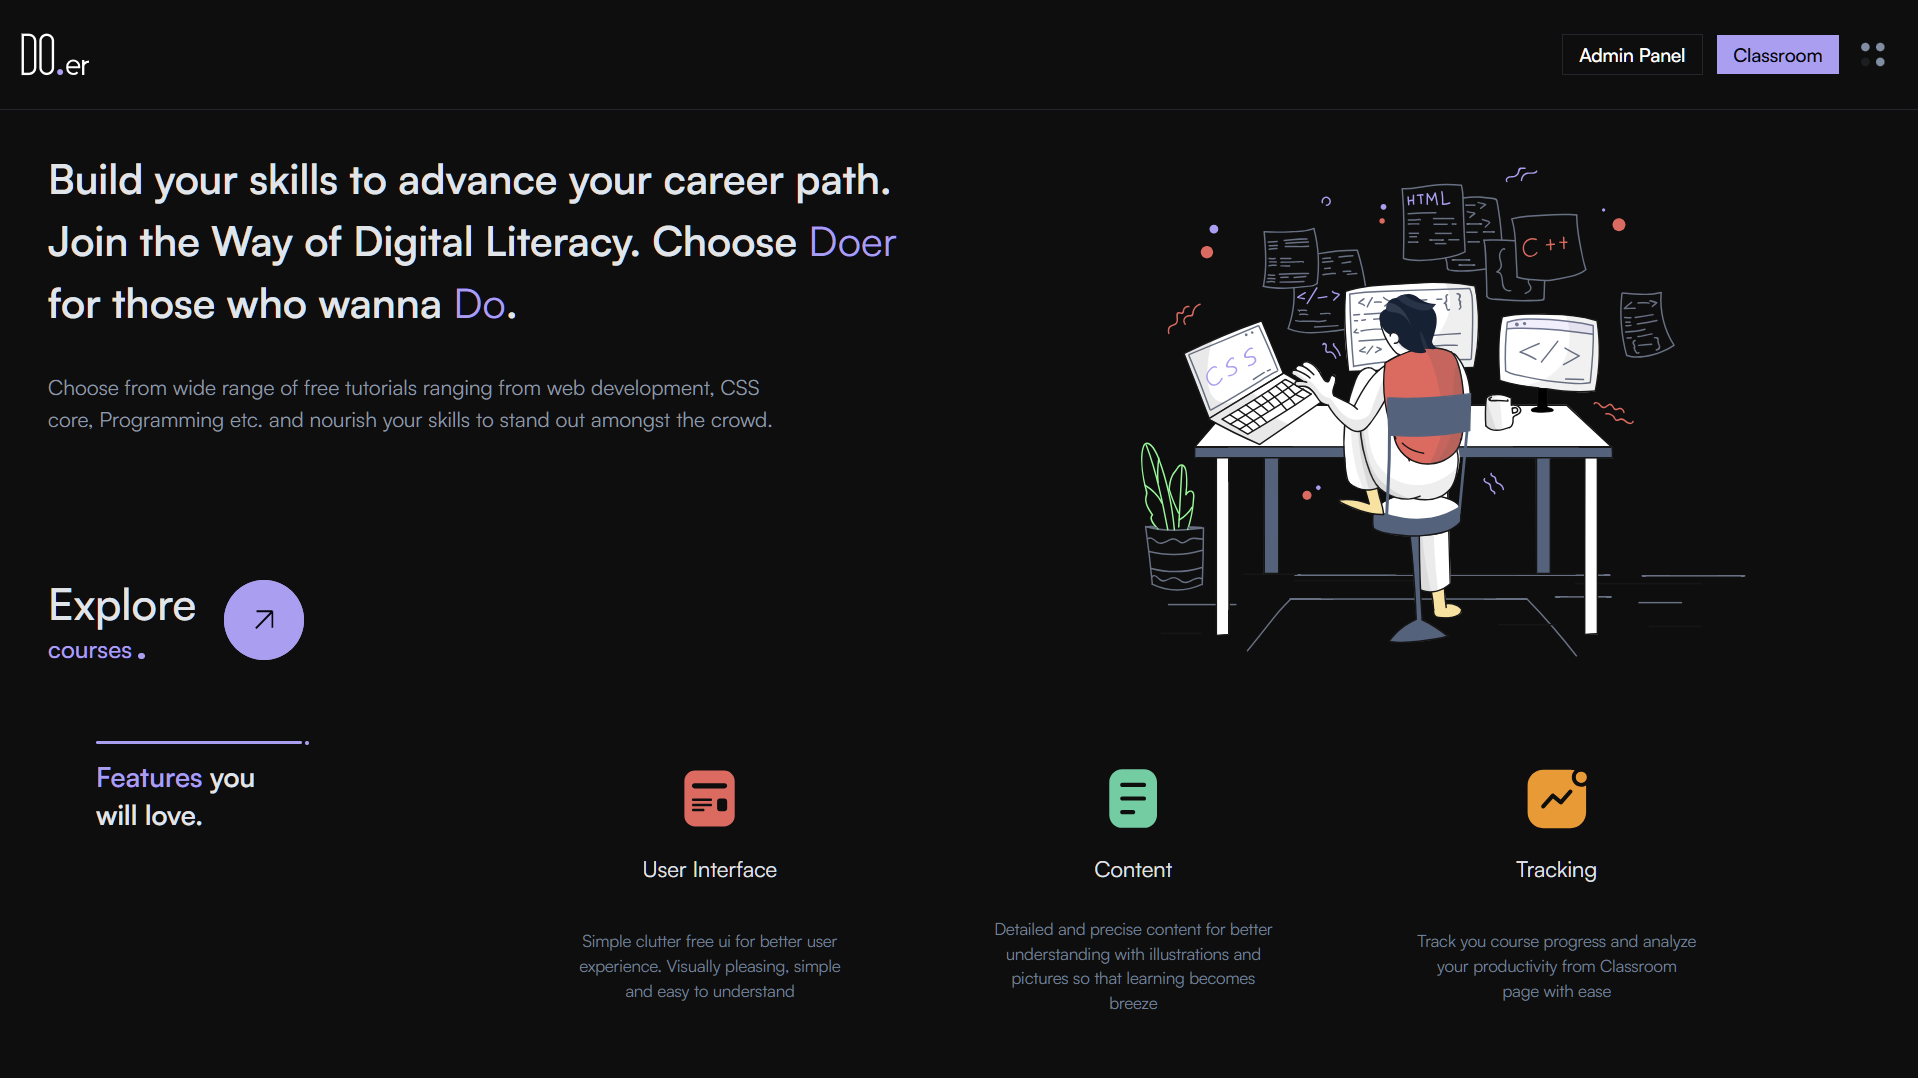 DO.er
Admin Panel
Classroom
Build your skills to advance your career path.
Join the Way of Digital Literacy. Choose Doer
for those who wanna Do.
Choose from wide range of free tutorials ranging from web development, CSS
core, Programming etc. and nourish your skills to stand out amongst the crowd.
HTML
C++
</->
</->
{ }
</>
CSS
</>
<-->
{--}
Explore
courses.
Features you
will love.
User Interface
Content
Tracking
Simple clutter free ui for better user
experience. Visually pleasing, simple
and easy to understand
Detailed and precise content for better
understanding with illustrations and
pictures so that learning becomes
breeze
Track you course progress and analyze
your productivity from Classroom
page with ease